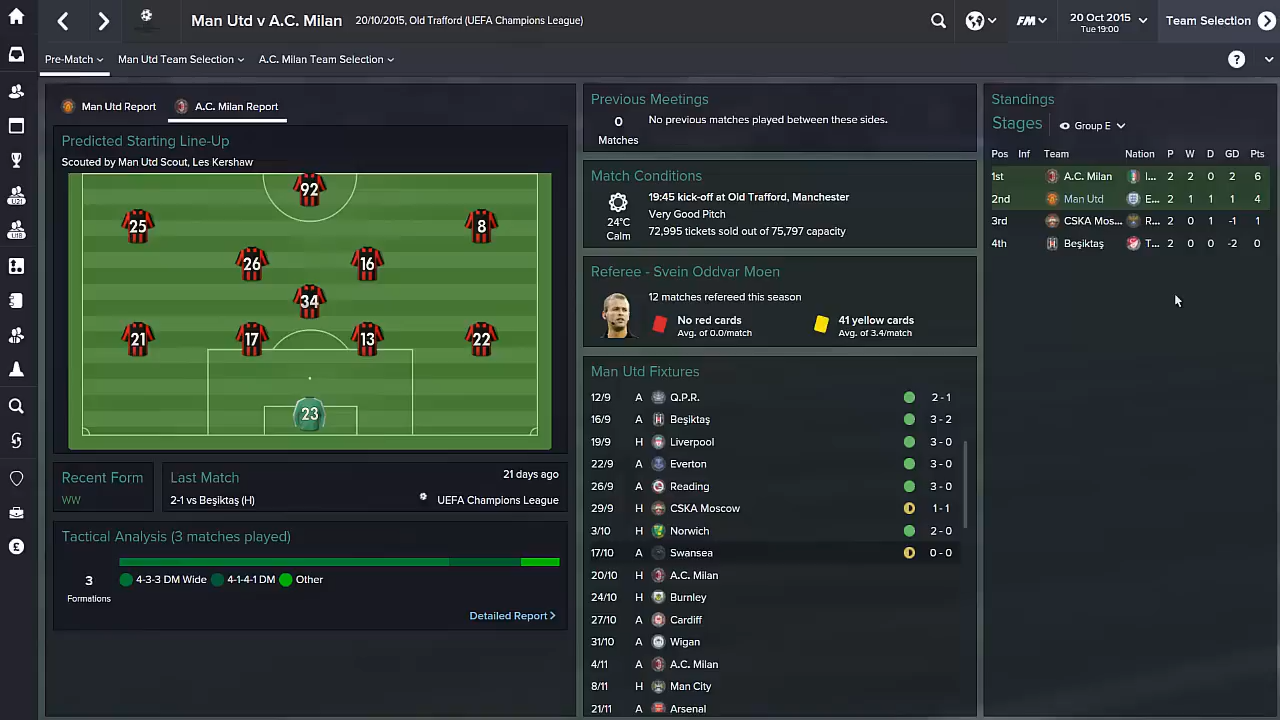 Man Utd v A.C. Milan
20/10/2015, Old Trafford (UEFA Champions League)
FM
20 Oct 2015
Tue 19:00
Team Selection
Pre-Match
Man Utd Team Selection
A.C. Milan Team Selection
?
U21
U18
Man Utd Report
A.C. Milan Report
Predicted Starting Line-Up
Scouted by Man Utd Scout, Les Kershaw
92
25
8
26
16
34
21
17
13
22
23
Recent Form
WW
Last Match
21 days ago
2-1 vs Beşiktaş (H)
UEFA Champions League
Tactical Analysis (3 matches played)
3
Formations
4-3-3 DM Wide
4-1-4-1 DM
Other
Detailed Report >
Previous Meetings
0
Matches
No previous matches played between these sides.
Match Conditions
24°C
Calm
19:45 kick-off at Old Trafford, Manchester
Very Good Pitch
72,995 tickets sold out of 75,797 capacity
Referee - Svein Oddvar Moen
12 matches refereed this season
No red cards
Avg. of 0.0/match
41 yellow cards
Avg. of 3.4/match
Man Utd Fixtures
12/9 A Q.P.R. 2 - 1
16/9 A Beşiktaş 3 - 2
19/9 H Liverpool 3 - 0
22/9 A Everton 3 - 0
26/9 A Reading 3 - 0
29/9 H CSKA Moscow 1 - 1
3/10 H Norwich 2 - 0
17/10 A Swansea 0 - 0
20/10 H A.C. Milan
24/10 H Burnley
27/10 A Cardiff
31/10 A Wigan
4/11 A A.C. Milan
8/11 H Man City
21/11 A Arsenal
Standings
Stages
Group E
Pos Inf Team Nation P W D GD Pts
1st A.C. Milan I... 2 2 0 2 6
2nd Man Utd E... 2 1 1 1 4
3rd CSKA Mos... R... 2 0 1 -1 1
4th Beşiktaş T... 2 0 0 -2 0